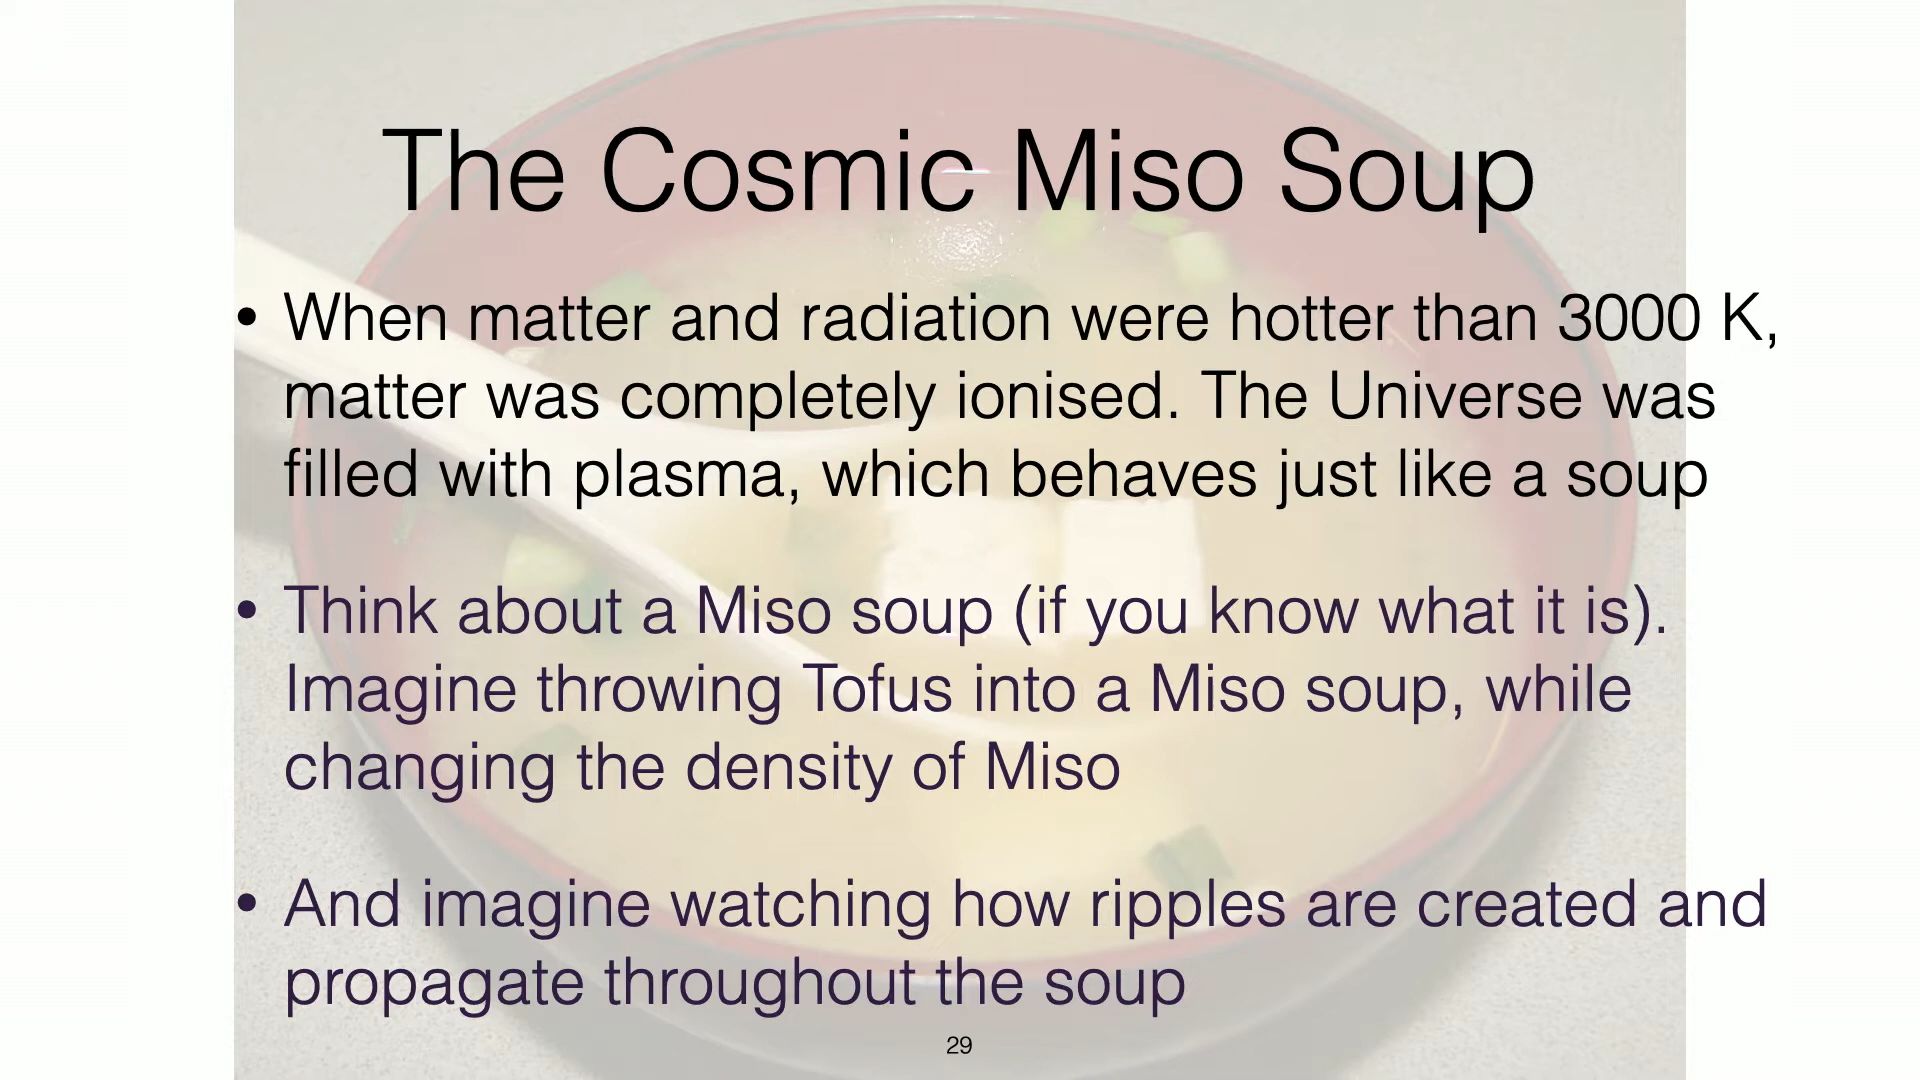 The Cosmic Miso Soup
• When matter and radiation were hotter than 3000 K,
matter was completely ionised. The Universe was
filled with plasma, which behaves just like a soup
• Think about a Miso soup (if you know what it is).
Imagine throwing Tofus into a Miso soup, while
changing the density of Miso
• And imagine watching how ripples are created and
propagate throughout the soup
29